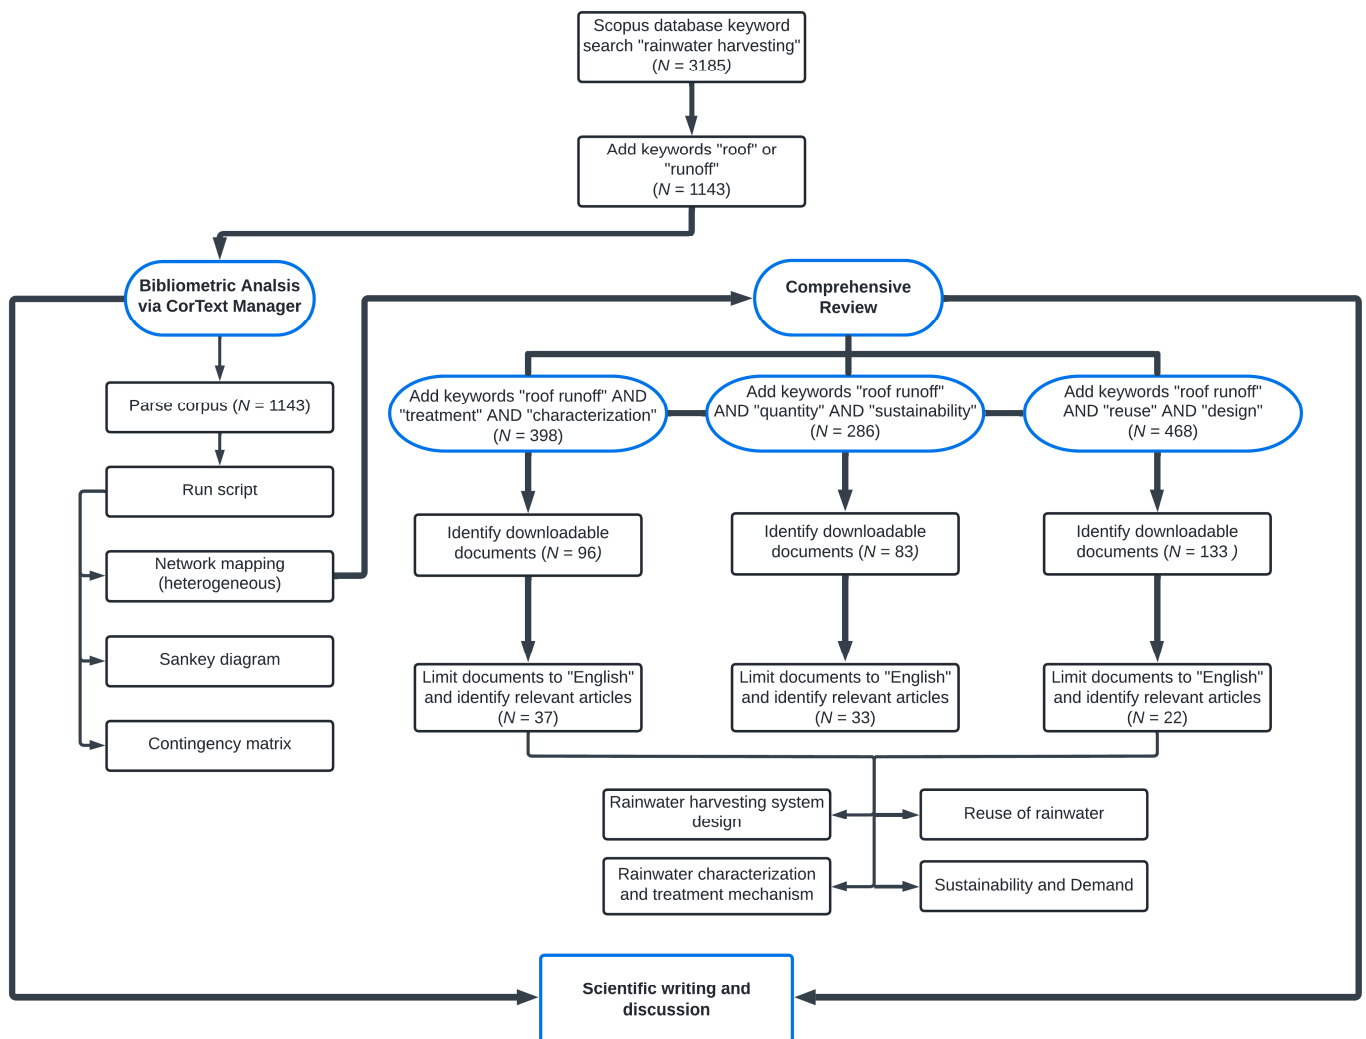 Scopus database keyword
search "rainwater harvesting"
(N = 3185)
Add keywords "roof" or
"runoff"
(N = 1143)
Bibliometric Analsis
via CorText Manager
Comprehensive
Review
Parse corpus (N = 1143)
Run script
Network mapping
(heterogeneous)
Sankey diagram
Contingency matrix
Add keywords "roof runoff" AND
"treatment" AND "characterization"
(N = 398)
Add keywords "roof runoff"
AND "quantity" AND "sustainability"
(N = 286)
Add keywords "roof runoff"
AND "reuse" AND "design"
(N = 468)
Identify downloadable
documents (N = 96)
Identify downloadable
documents (N = 83)
Identify downloadable
documents (N = 133 )
Limit documents to "English"
and identify relevant articles
(N = 37)
Limit documents to "English"
and identify relevant articles
(N = 33)
Limit documents to "English"
and identify relevant articles
(N = 22)
Rainwater harvesting system
design
Reuse of rainwater
Rainwater characterization
and treatment mechanism
Sustainability and Demand
Scientific writing and
discussion